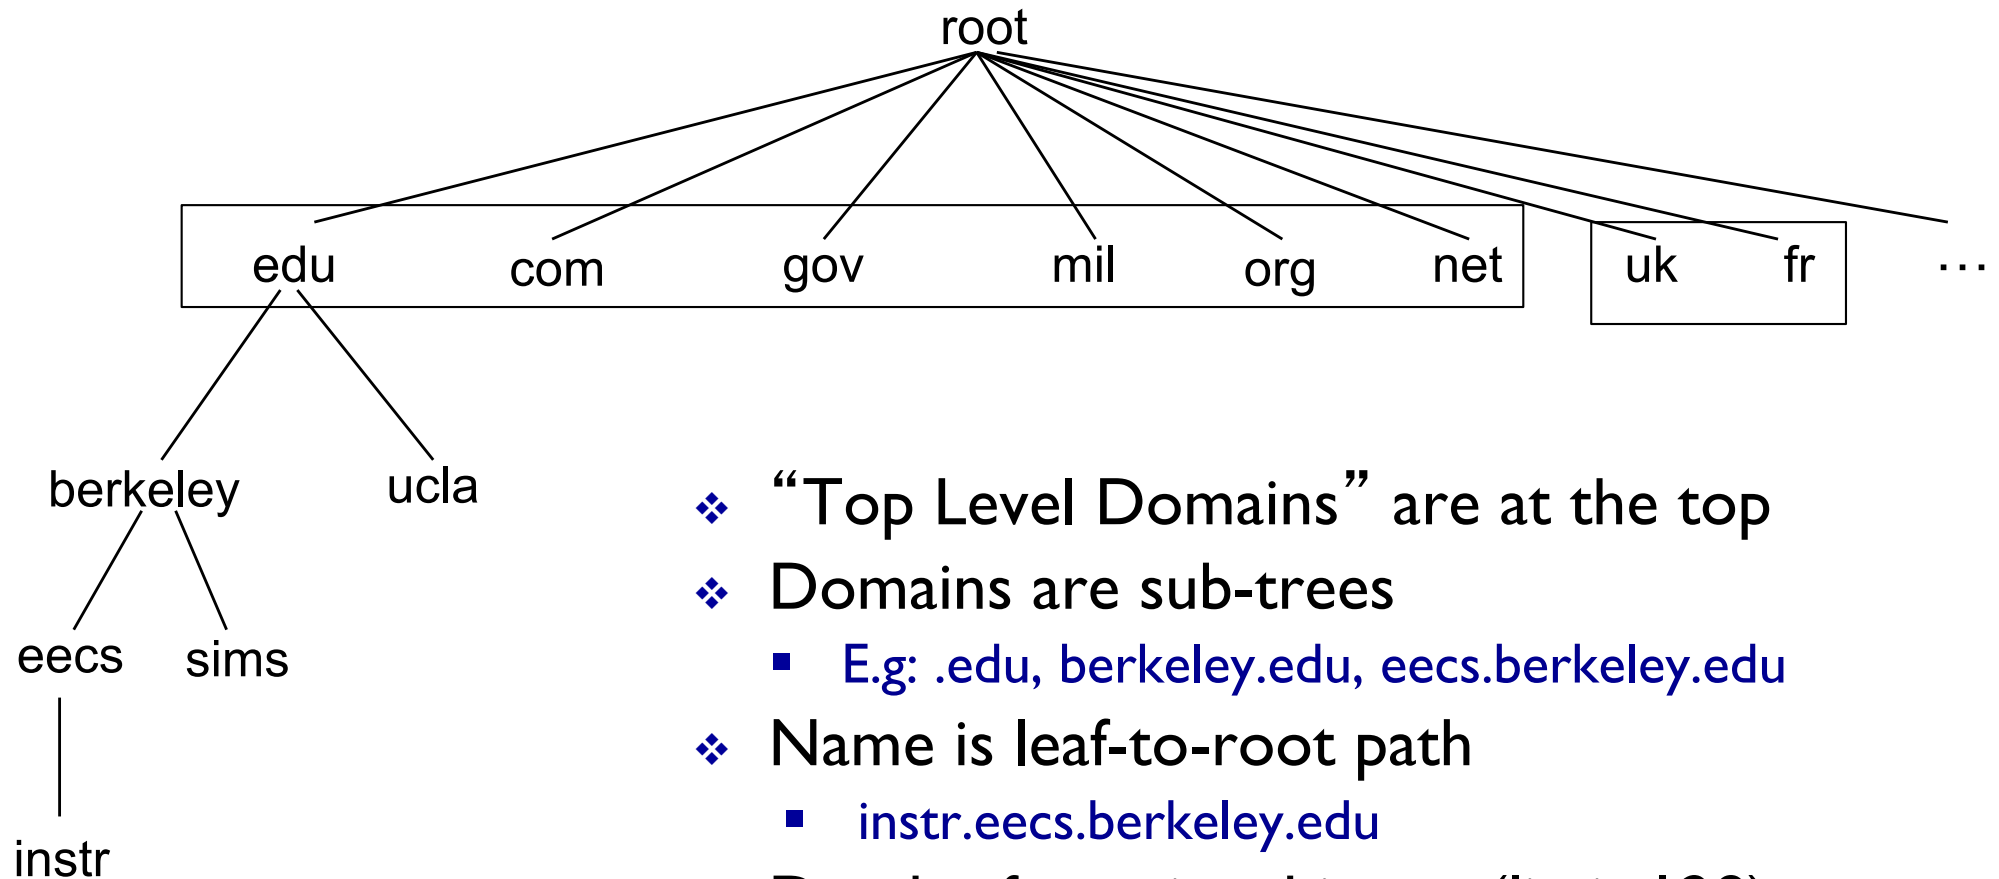 root
edu com gov mil org net uk fr ...
berkeley ucla
“Top Level Domains” are at the top
Domains are sub-trees
eecs sims
E.g: .edu, berkeley.edu, eecs.berkeley.edu
Name is leaf-to-root path
instr.eecs.berkeley.edu
instr